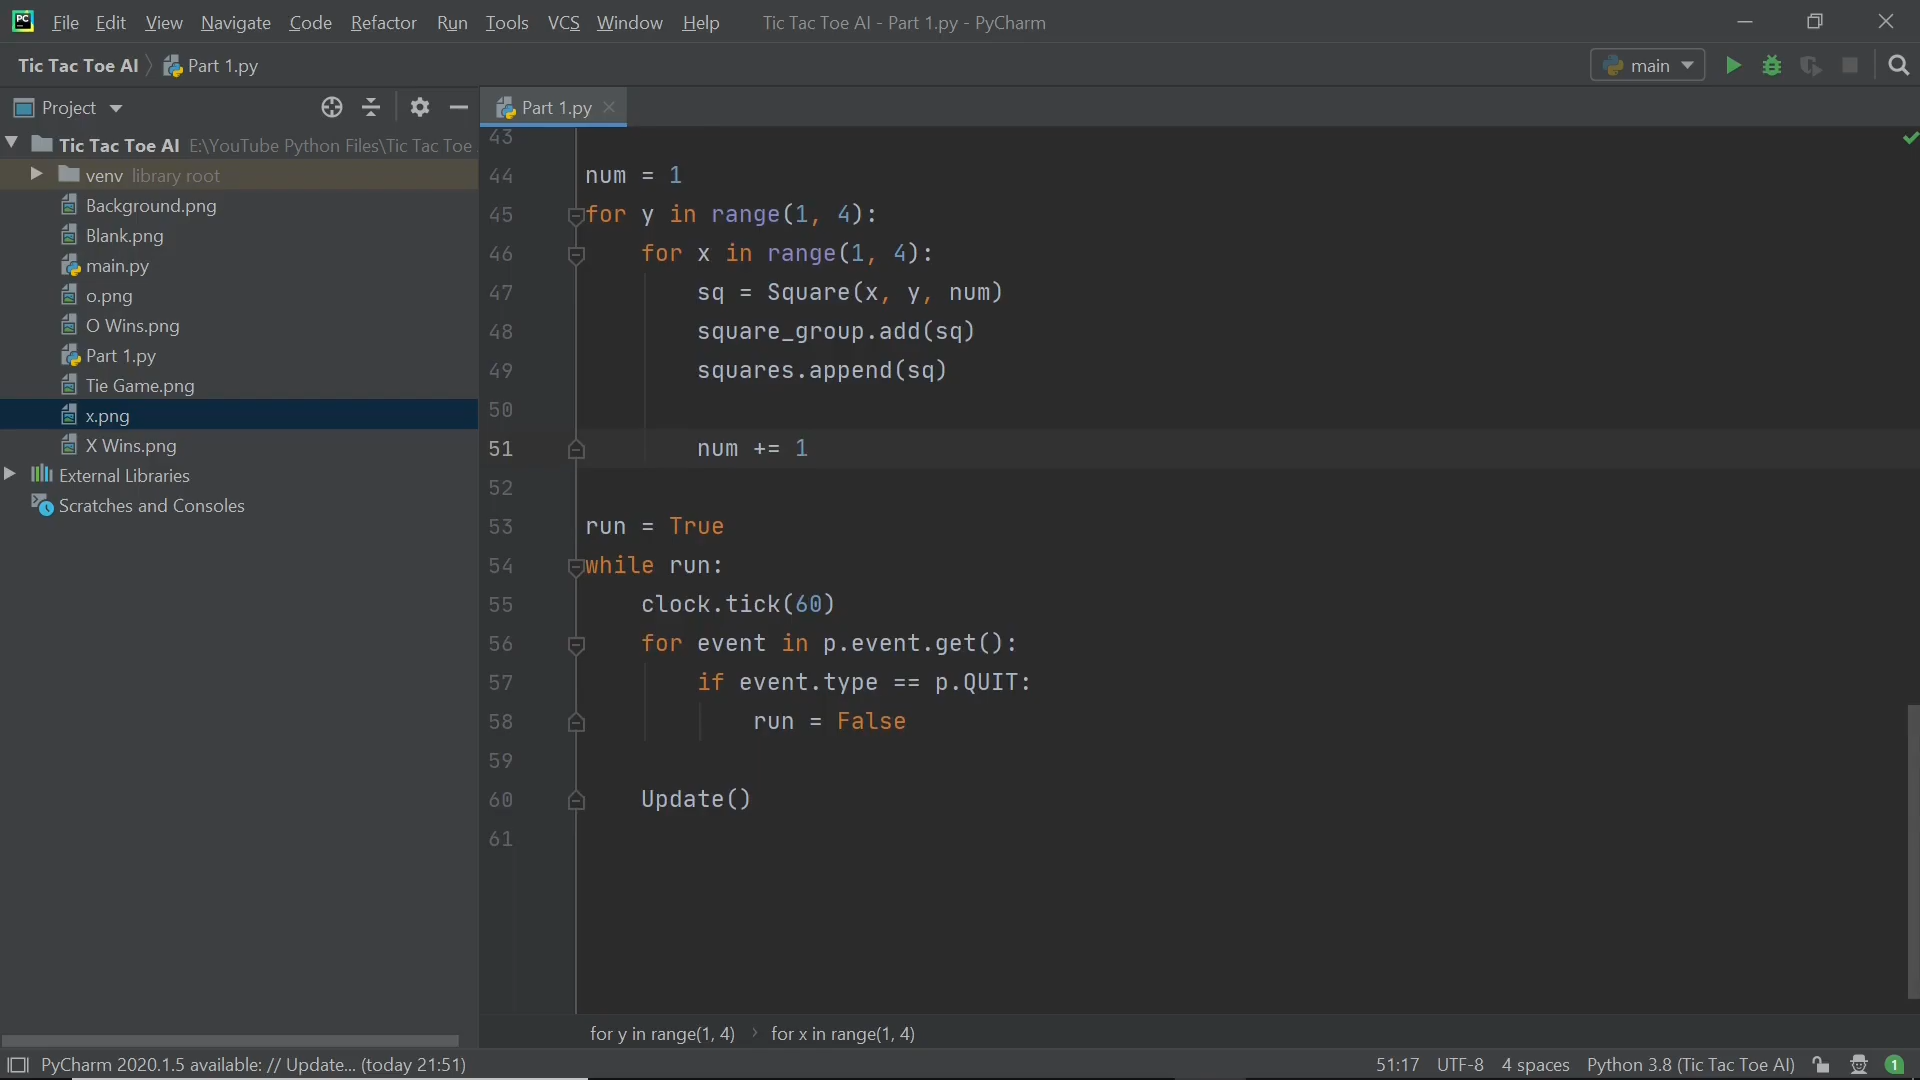 PC File Edit View Navigate Code Refactor Run Tools VCS Window Help Tic Tac Toe AI - Part 1.py - PyCharm
Tic Tac Toe AI Part 1.py main
Project
Part 1.py
Tic Tac Toe AI E:\YouTube Python Files\Tic Tac Toe
venv library root
Background.png
Blank.png
main.py
o.png
O Wins.png
Part 1.py
Tie Game.png
x.png
X Wins.png
External Libraries
Scratches and Consoles
43
44 num = 1
45 for y in range(1, 4):
46 for x in range(1, 4):
47 sq = Square(x, y, num)
48 square_group.add(sq)
49 squares.append(sq)
50
51 num += 1
52
53 run = True
54 while run:
55 clock.tick(60)
56 for event in p.event.get():
57 if event.type == p.QUIT:
58 run = False
59
60 Update()
61
for y in range(1, 4) › for x in range(1, 4)
PyCharm 2020.1.5 available: // Update... (today 21:51) 51:17 UTF-8 4 spaces Python 3.8 (Tic Tac Toe AI) 1